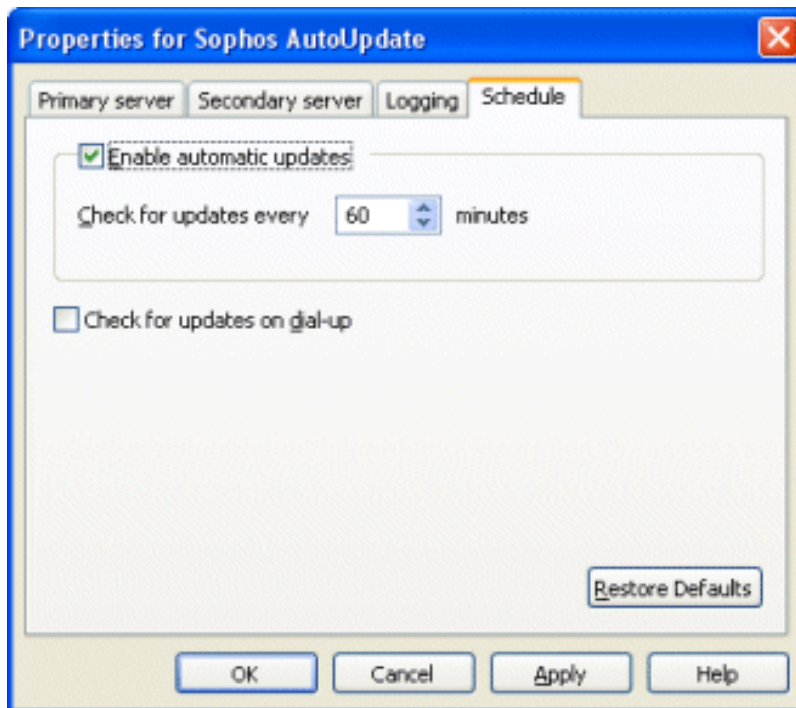 Properties for Sophos AutoUpdate
Primary server Secondary server Logging Schedule
Enable automatic updates
Check for updates every 60 minutes
Check for updates on dial-up
Restore Defaults
OK Cancel Apply Help